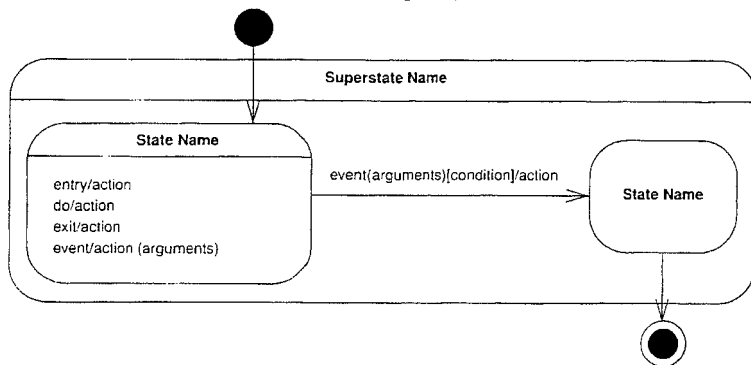 Superstate Name
State Name
entry/action
do/action
exit/action
event/action (arguments)
event(arguments)[condition]/action
State Name